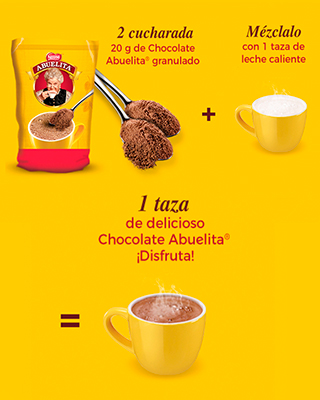 2 cucharada
20 g de Chocolate
Abuelita® granulado
+
Mézclalo
con 1 taza de
leche caliente
Nestlé
ABUELITA
1 taza
de delicioso
Chocolate Abuelita®
¡Disfruta!
=